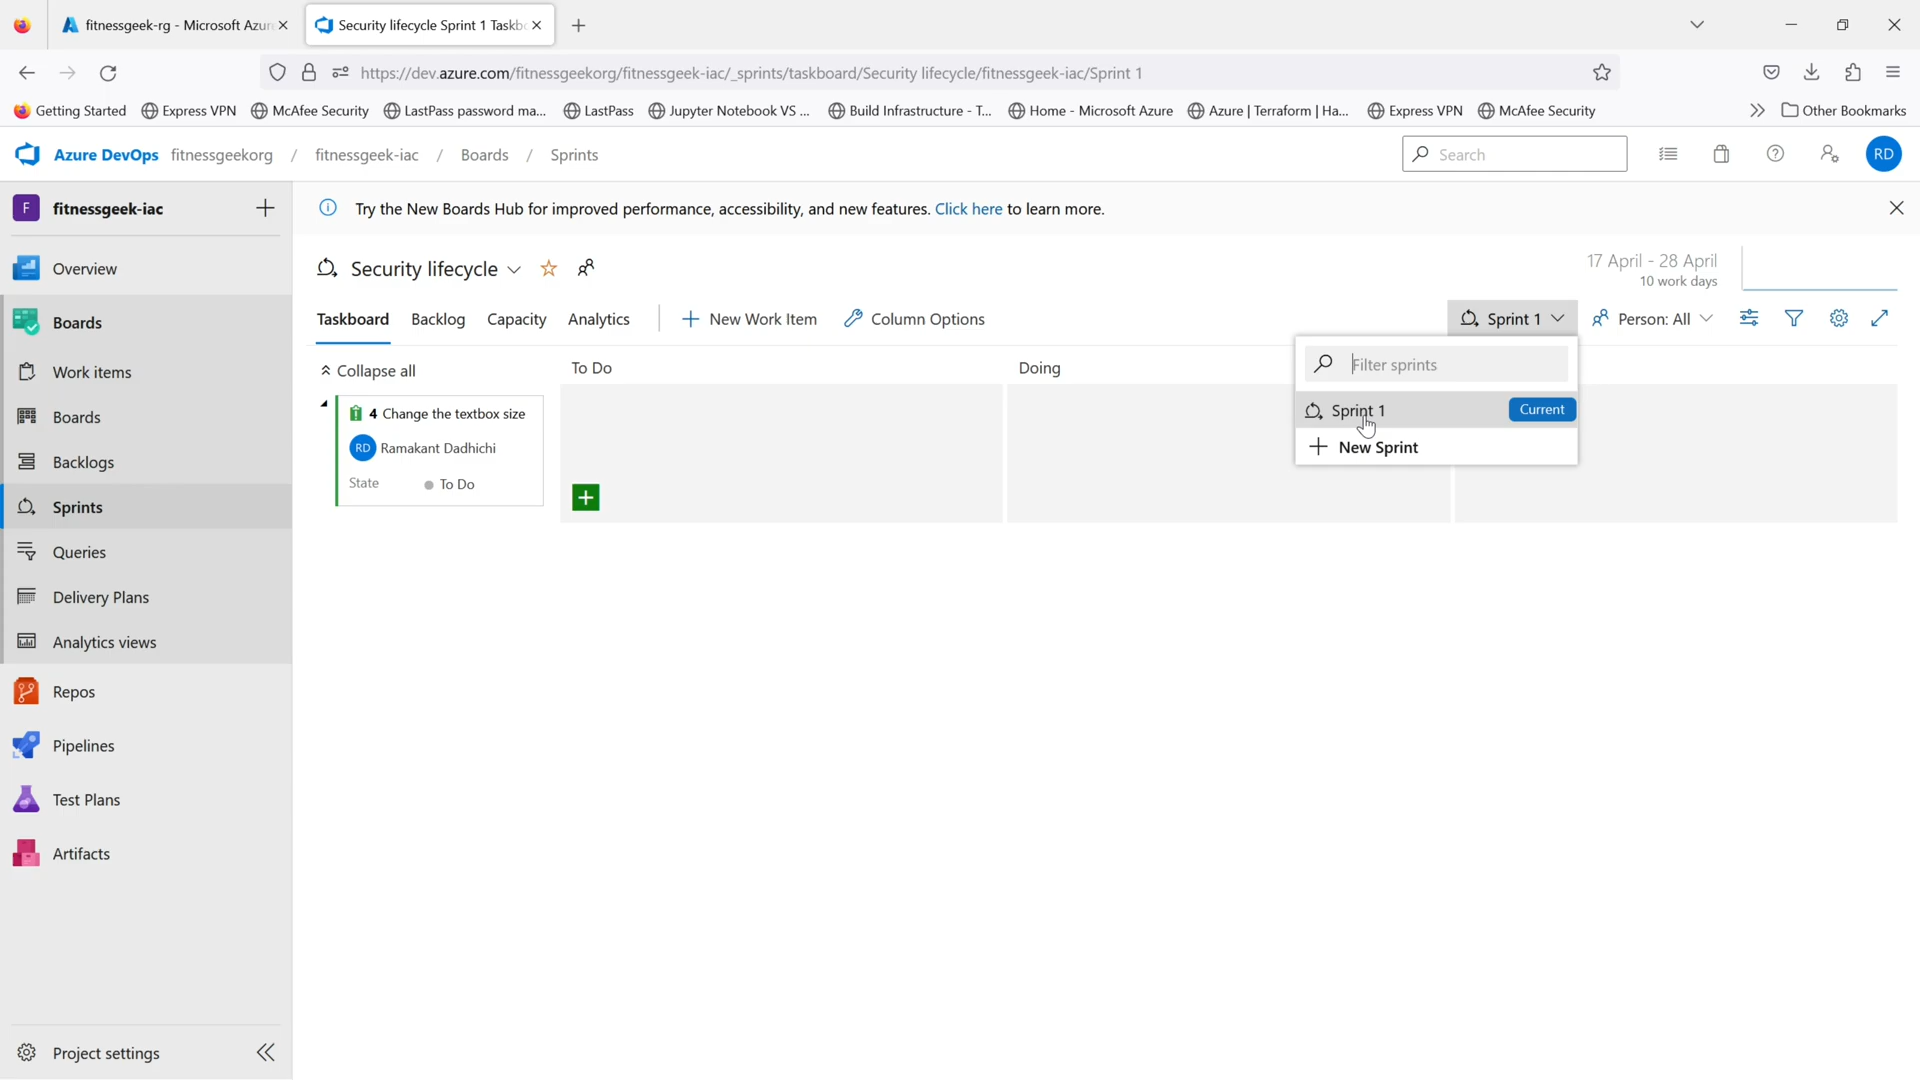 fitnessgeek-rg - Microsoft Azur
Security lifecycle Sprint 1 Taskb
https://dev.azure.com/fitnessgeekorg/fitnessgeek-iac/_sprints/taskboard/Security lifecycle/fitnessgeek-iac/Sprint 1
Getting Started Express VPN McAfee Security LastPass password ma... LastPass Jupyter Notebook VS ... Build Infrastructure - T... Home - Microsoft Azure Azure | Terraform | Ha... Express VPN McAfee Security Other Bookmarks
Azure DevOps fitnessgeekorg / fitnessgeek-iac / Boards / Sprints
Search
RD
F fitnessgeek-iac
Try the New Boards Hub for improved performance, accessibility, and new features. Click here to learn more.
Overview
Boards
Work items
Boards
Backlogs
Sprints
Queries
Delivery Plans
Analytics views
Repos
Pipelines
Test Plans
Artifacts
Project settings
Security lifecycle
17 April - 28 April
10 work days
Taskboard Backlog Capacity Analytics New Work Item Column Options
Sprint 1 Person: All
Collapse all
To Do
Doing
Filter sprints
Sprint 1 Current
New Sprint
4 Change the textbox size
RD Ramakant Dadhichi
State To Do